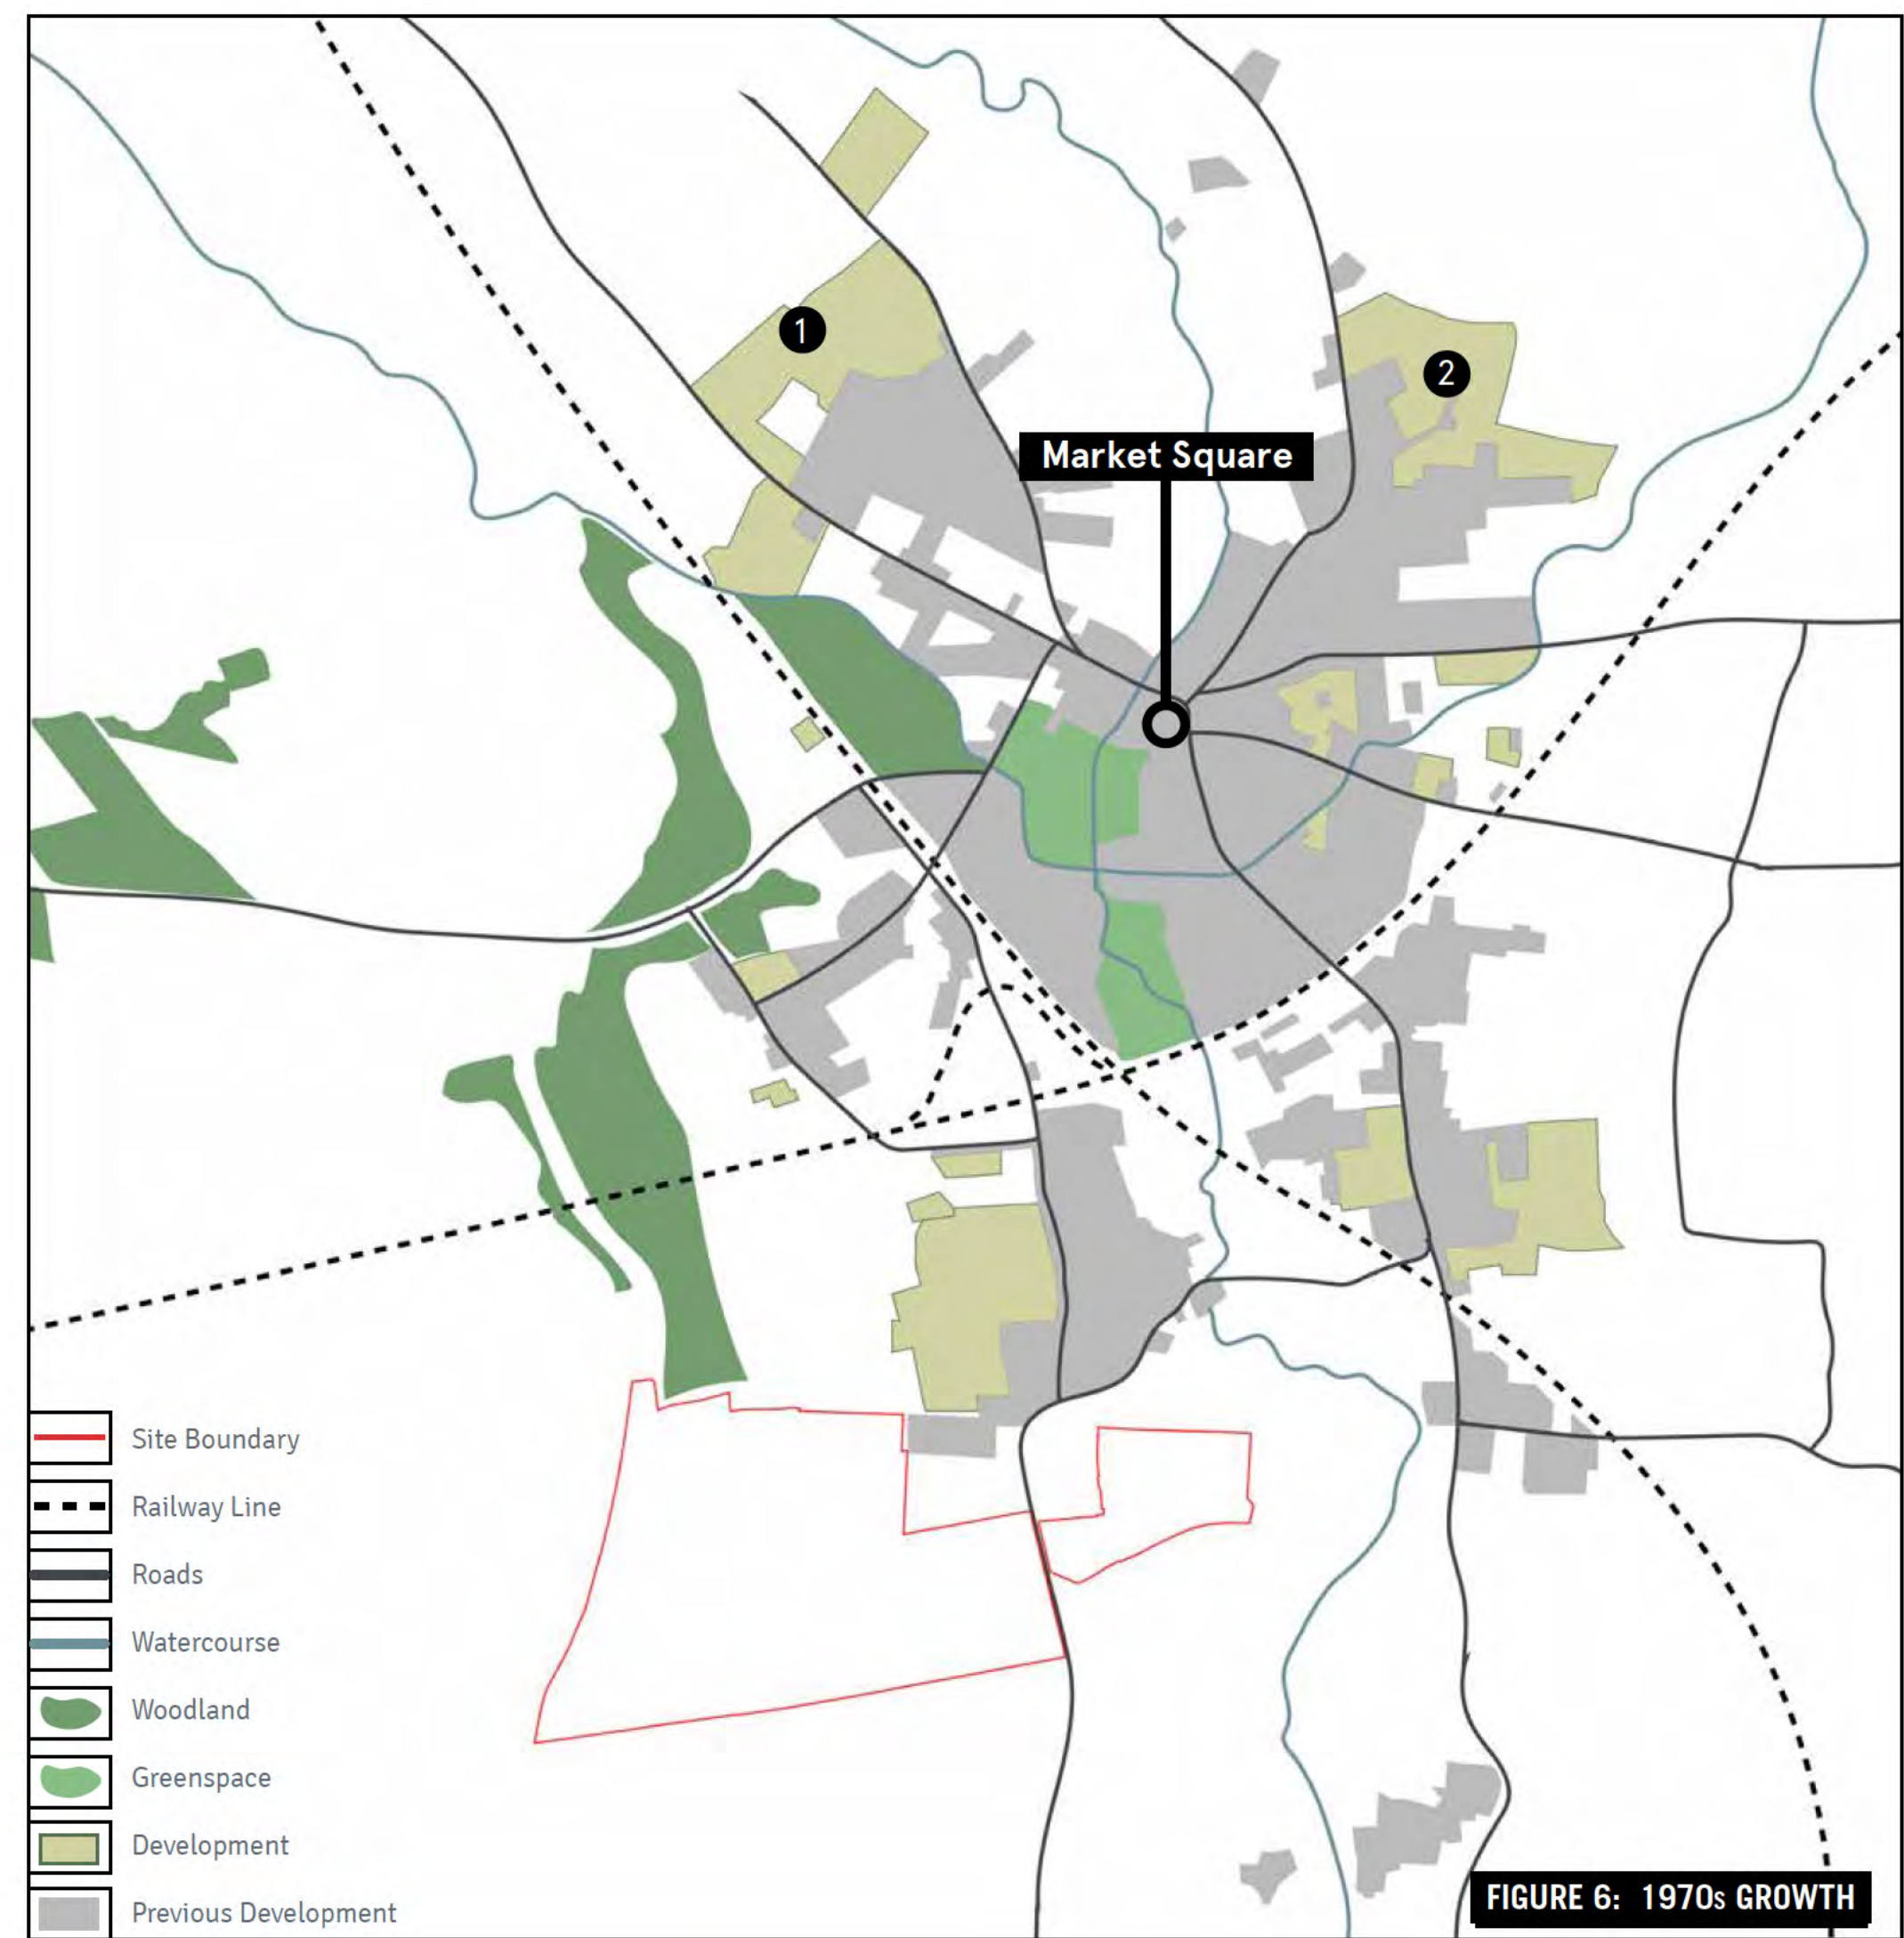 1
2
Market Square
Site Boundary
Railway Line
Roads
Watercourse
Woodland
Greenspace
Development
Previous Development
FIGURE 6: 1970s GROWTH